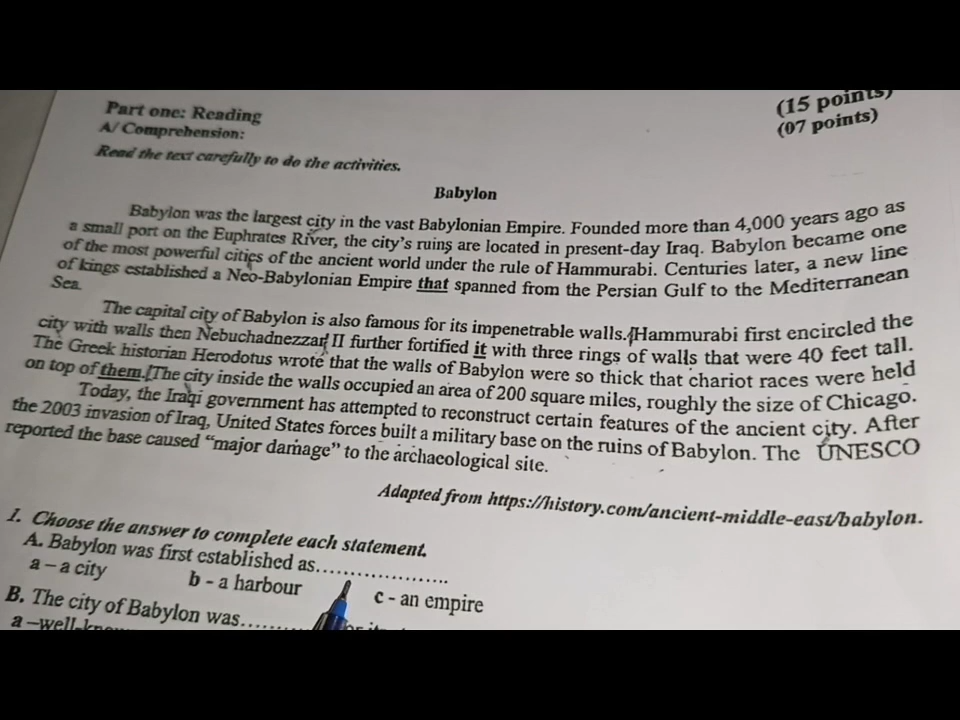 (15 points)
Part one: Reading
(07 points)
A/ Comprehension:
Read the text carefully to do the activities.
Babylon
Babylon was the largest city in the vast Babylonian Empire. Founded more than 4,000 years ago as
a small port on the Euphrates River, the city's ruins are located in present-day Iraq. Babylon became one
of the most powerful cities of the ancient world under the rule of Hammurabi. Centuries later, a new line
of kings established a Neo-Babylonian Empire that spanned from the Persian Gulf to the Mediterranean
Sea.
The capital city of Babylon is also famous for its impenetrable walls. Hammurabi first encircled the
city with walls then Nebuchadnezzar II further fortified it with three rings of walls that were 40 feet tall.
The Greek historian Herodotus wrote that the walls of Babylon were so thick that chariot races were held
on top of them. The city inside the walls occupied an area of 200 square miles, roughly the size of Chicago.
Today, the Iraqi government has attempted to reconstruct certain features of the ancient city. After
the 2003 invasion of Iraq, United States forces built a military base on the ruins of Babylon. The UNESCO
reported the base caused "major damage" to the archaeological site.
Adapted from https://history.com/ancient-middle-east/babylon.
I. Choose the answer to complete each statement.
A. Babylon was first established as....................
a – a city b - a harbour c - an empire
B. The city of Babylon was.........
a –